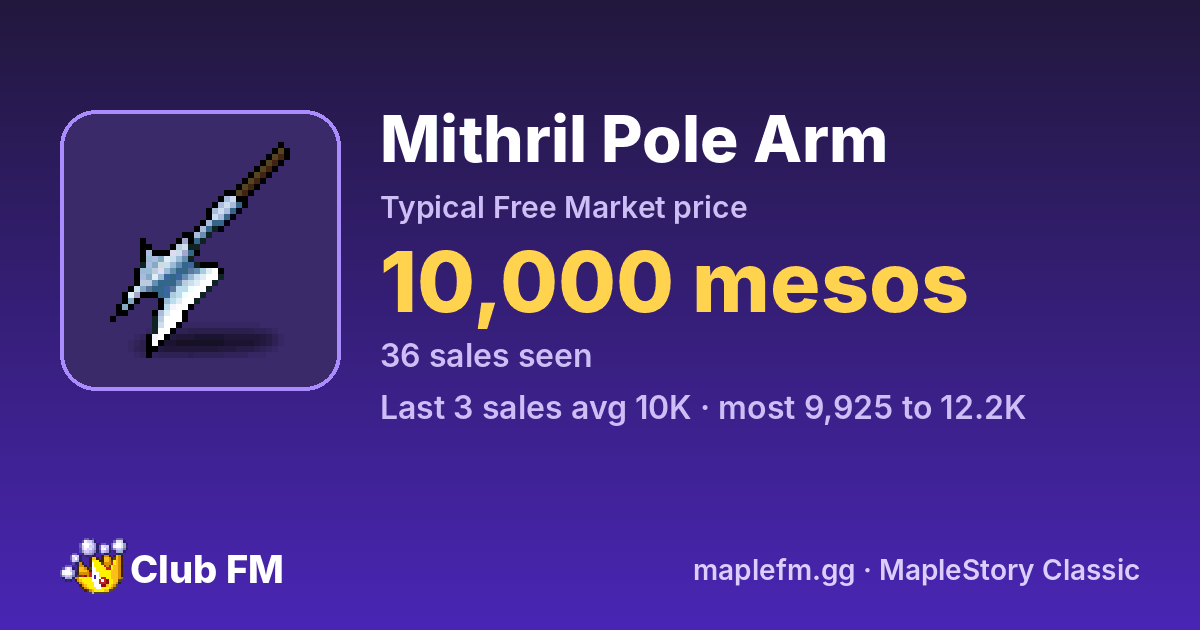 Mithril Pole Arm
Typical Free Market price
10,000 mesos
36 sales seen
Last 3 sales avg 10K · most 9,925 to 12.2K
Club FM
maplefm.gg · MapleStory Classic